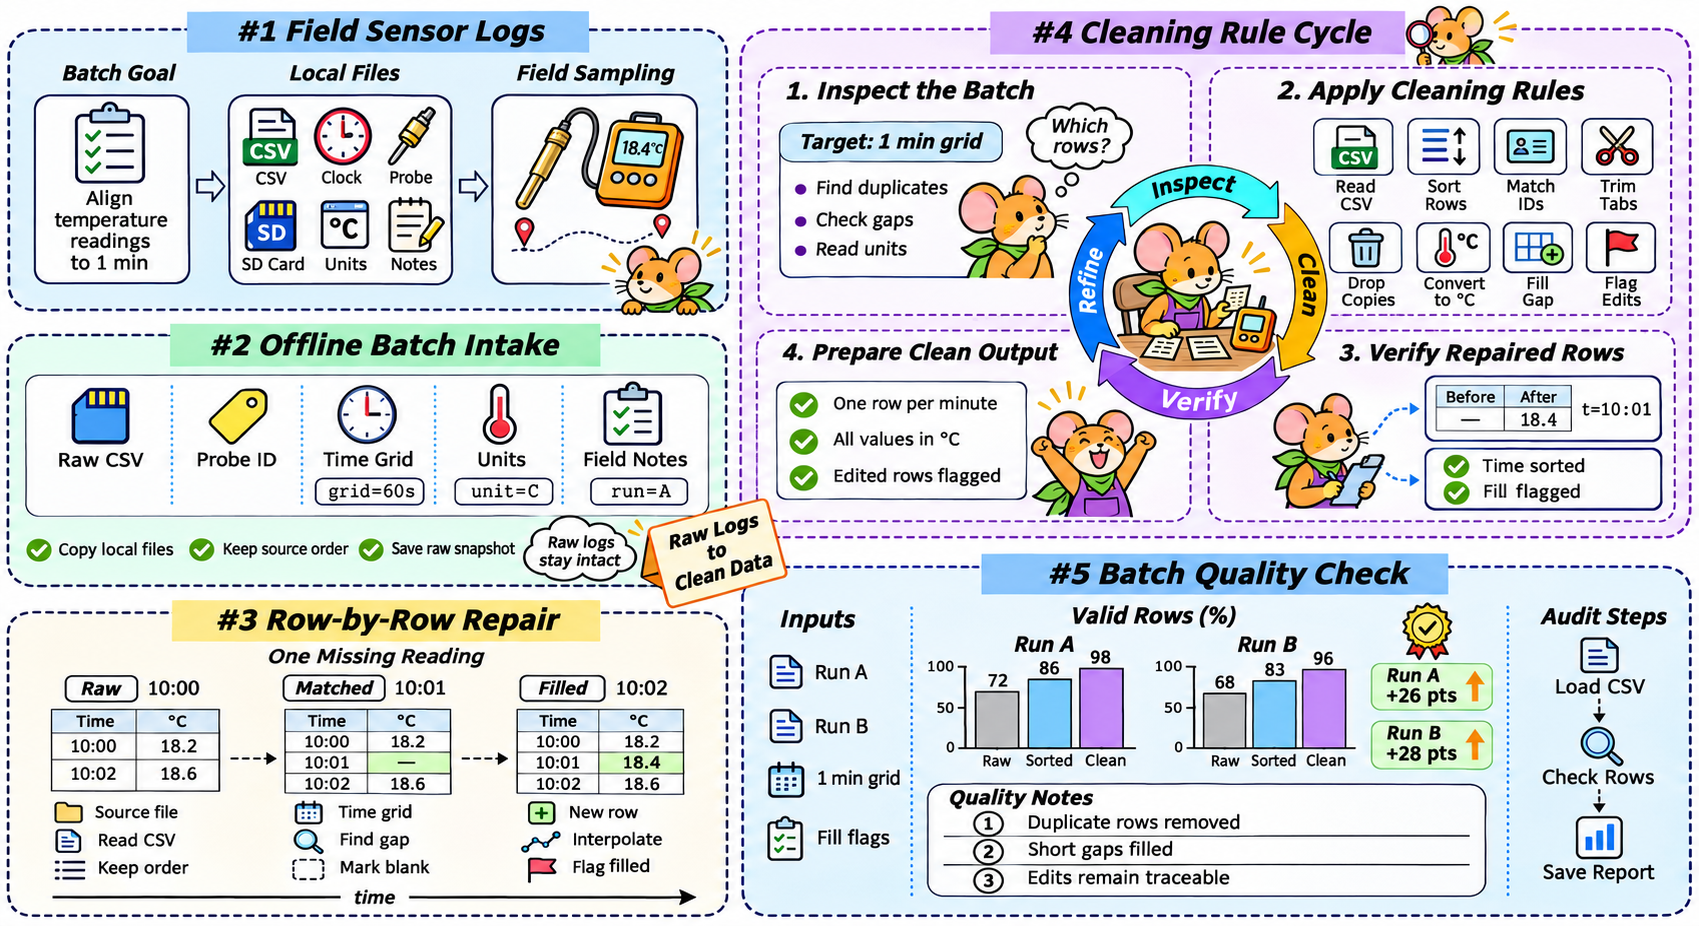 #1 Field Sensor Logs
Batch Goal
Align
temperature
readings
to 1 min
Local Files
CSV
CSV
Clock
Probe
SD
SD Card
°C
Units
Notes
Field Sampling
18.4°C
#2 Offline Batch Intake
Raw CSV
Probe ID
Time Grid
grid=60s
Units
unit=C
Field Notes
run=A
Copy local files
Keep source order
Save raw snapshot
Raw logs
stay intact
Raw Logs
to
Clean Data
#3 Row-by-Row Repair
One Missing Reading
Raw 10:00
Time °C
10:00 18.2
10:02 18.6
Source file
Read CSV
Keep order
Matched 10:01
Time °C
10:00 18.2
10:01 —
10:02 18.6
Time grid
Find gap
Mark blank
Filled 10:02
Time °C
10:00 18.2
10:01 18.4
10:02 18.6
New row
Interpolate
Flag filled
time
#4 Cleaning Rule Cycle
1. Inspect the Batch
Target: 1 min grid
Find duplicates
Check gaps
Read units
Which
rows?
2. Apply Cleaning Rules
CSV
Read
CSV
Sort
Rows
Match
IDs
Trim
Tabs
Drop
Copies
°C
Convert
to °C
Fill
Gap
Flag
Edits
Inspect
Clean
Verify
Refine
3. Verify Repaired Rows
Before After
— 18.4
t=10:01
Time sorted
Fill flagged
4. Prepare Clean Output
One row per minute
All values in °C
Edited rows flagged
#5 Batch Quality Check
Inputs
Run A
Run B
1 min grid
Fill flags
Valid Rows (%)
Run A
100
50
0
72
86
98
Raw
Sorted
Clean
Run B
100
50
0
68
83
96
Raw
Sorted
Clean
Run A
+26 pts
Run B
+28 pts
Quality Notes
1 Duplicate rows removed
2 Short gaps filled
3 Edits remain traceable
Audit Steps
Load CSV
Check Rows
Save Report